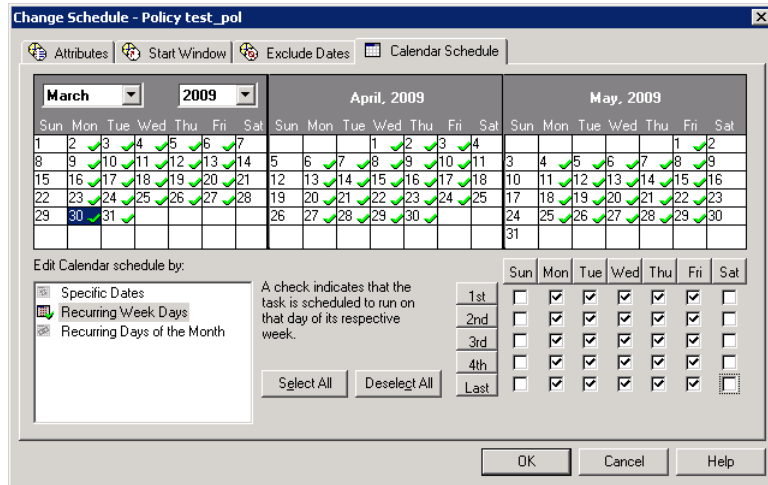 Change Schedule - Policy test_pol
Attributes Start Window Exclude Dates Calendar Schedule
March 2009 April, 2009 May, 2009
Sun Mon Tue Wed Thu Fri Sat Sun Mon Tue Wed Thu Fri Sat Sun Mon Tue Wed Thu Fri Sat
1 2 3 4 5 6 7 1 2 3 4 1 2
8 9 10 11 12 13 14 5 6 7 8 9 10 11 3 4 5 6 7 8 9
15 16 17 18 19 20 21 12 13 14 15 16 17 18 10 11 12 13 14 15 16
22 23 24 25 26 27 28 19 20 21 22 23 24 25 17 18 19 20 21 22 23
29 30 31 26 27 28 29 30 24 25 26 27 28 29 30
31
Edit Calendar schedule by:
Specific Dates
Recurring Week Days
Recurring Days of the Month
A check indicates that the
task is scheduled to run on
that day of its respective
week.
Select All Deselect All
Sun Mon Tue Wed Thu Fri Sat
1st
2nd
3rd
4th
Last
OK Cancel Help